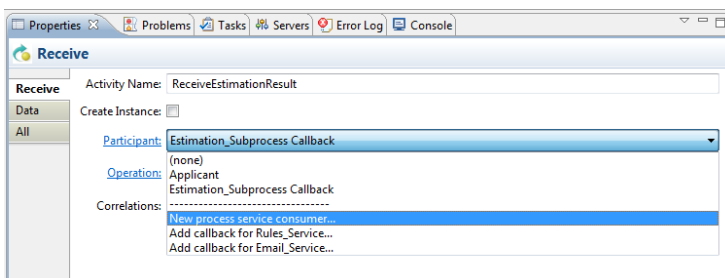 Properties Problems Tasks Servers Error Log Console
Receive
Receive
Activity Name: ReceiveEstimationResult
Data
Create Instance:
All
Participant: Estimation_Subprocess Callback
(none)
Operation: Applicant
Estimation_Subprocess Callback
Correlations: --------------------------------
New process service consumer...
Add callback for Rules_Service...
Add callback for Email_Service...